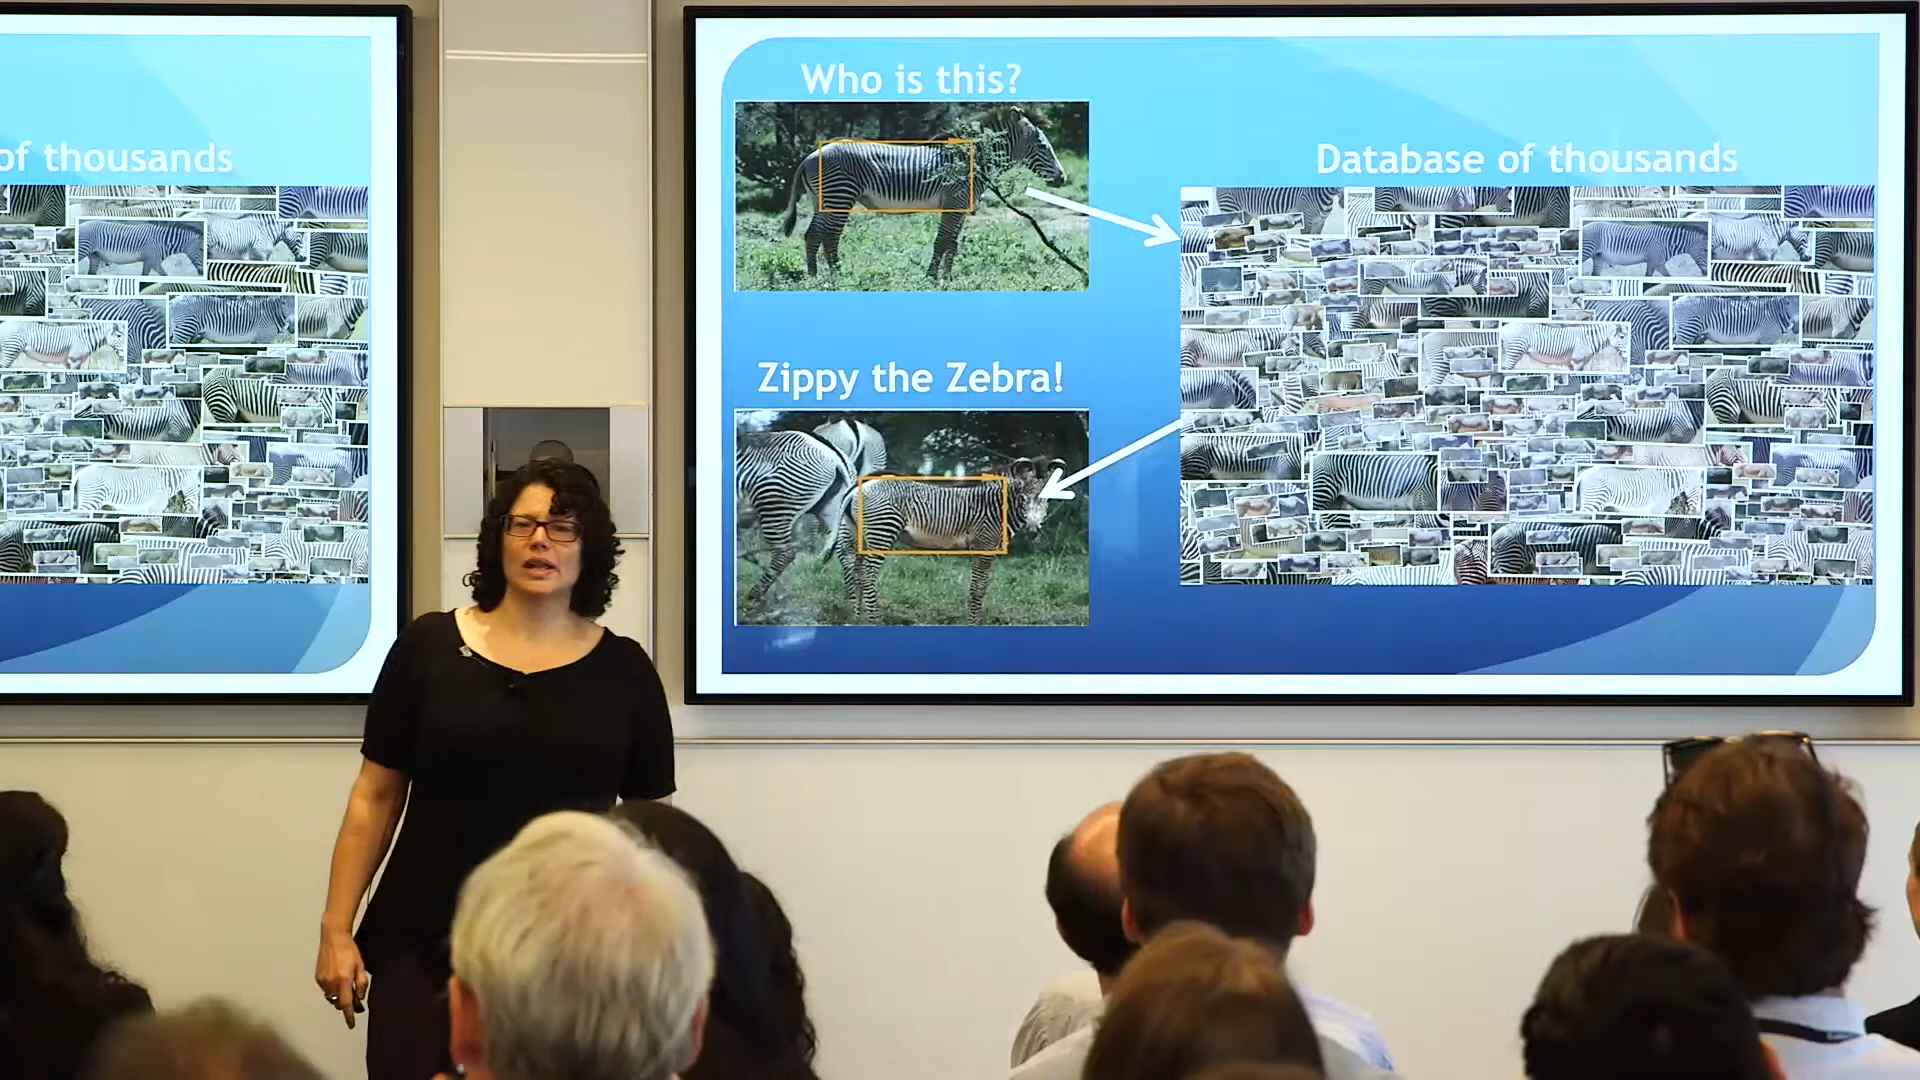 of thousands
Who is this?
Database of thousands
Zippy the Zebra!